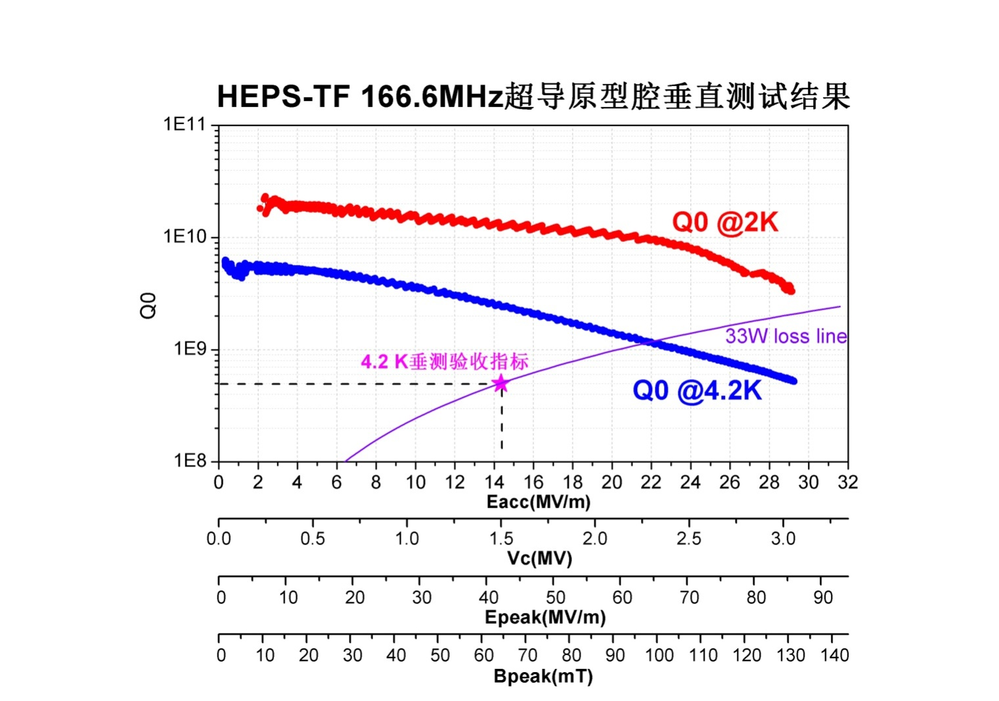 HEPS-TF 166.6MHz超导原型腔垂直测试结果
1E11
1E10
1E9
1E8
Q0
Q0 @2K
33W loss line
4.2 K垂测验收指标
Q0 @4.2K
0 2 4 6 8 10 12 14 16 18 20 22 24 26 28 30 32
Eacc(MV/m)
0.0 0.5 1.0 1.5 2.0 2.5 3.0
Vc(MV)
0 10 20 30 40 50 60 70 80 90
Epeak(MV/m)
0 10 20 30 40 50 60 70 80 90 100 110 120 130 140
Bpeak(mT)